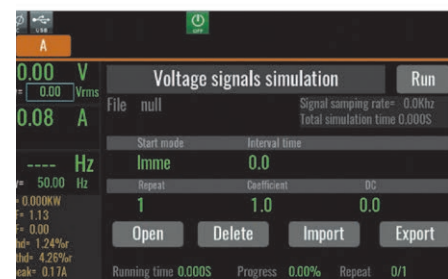 USB
OFF
A
0.00 V
0.00 Vrms
0.08 A
Voltage signals simulation
Run
File null
Signal samping rate= 0.0Khz
Total simulation time 0.000S
Start mode
Interval time
Imme
0.0
---- Hz
50.00 Hz
Repeat
Coefficient
DC
1
1.0
0.0
= 0.000KW
= 1.13
= 0.00
hd= 1.24%r
thd= 4.26%r
eak= 0.17A
Open
Delete
Import
Export
Running time 0.000S
Progress 0.00%
Repeat 0/1